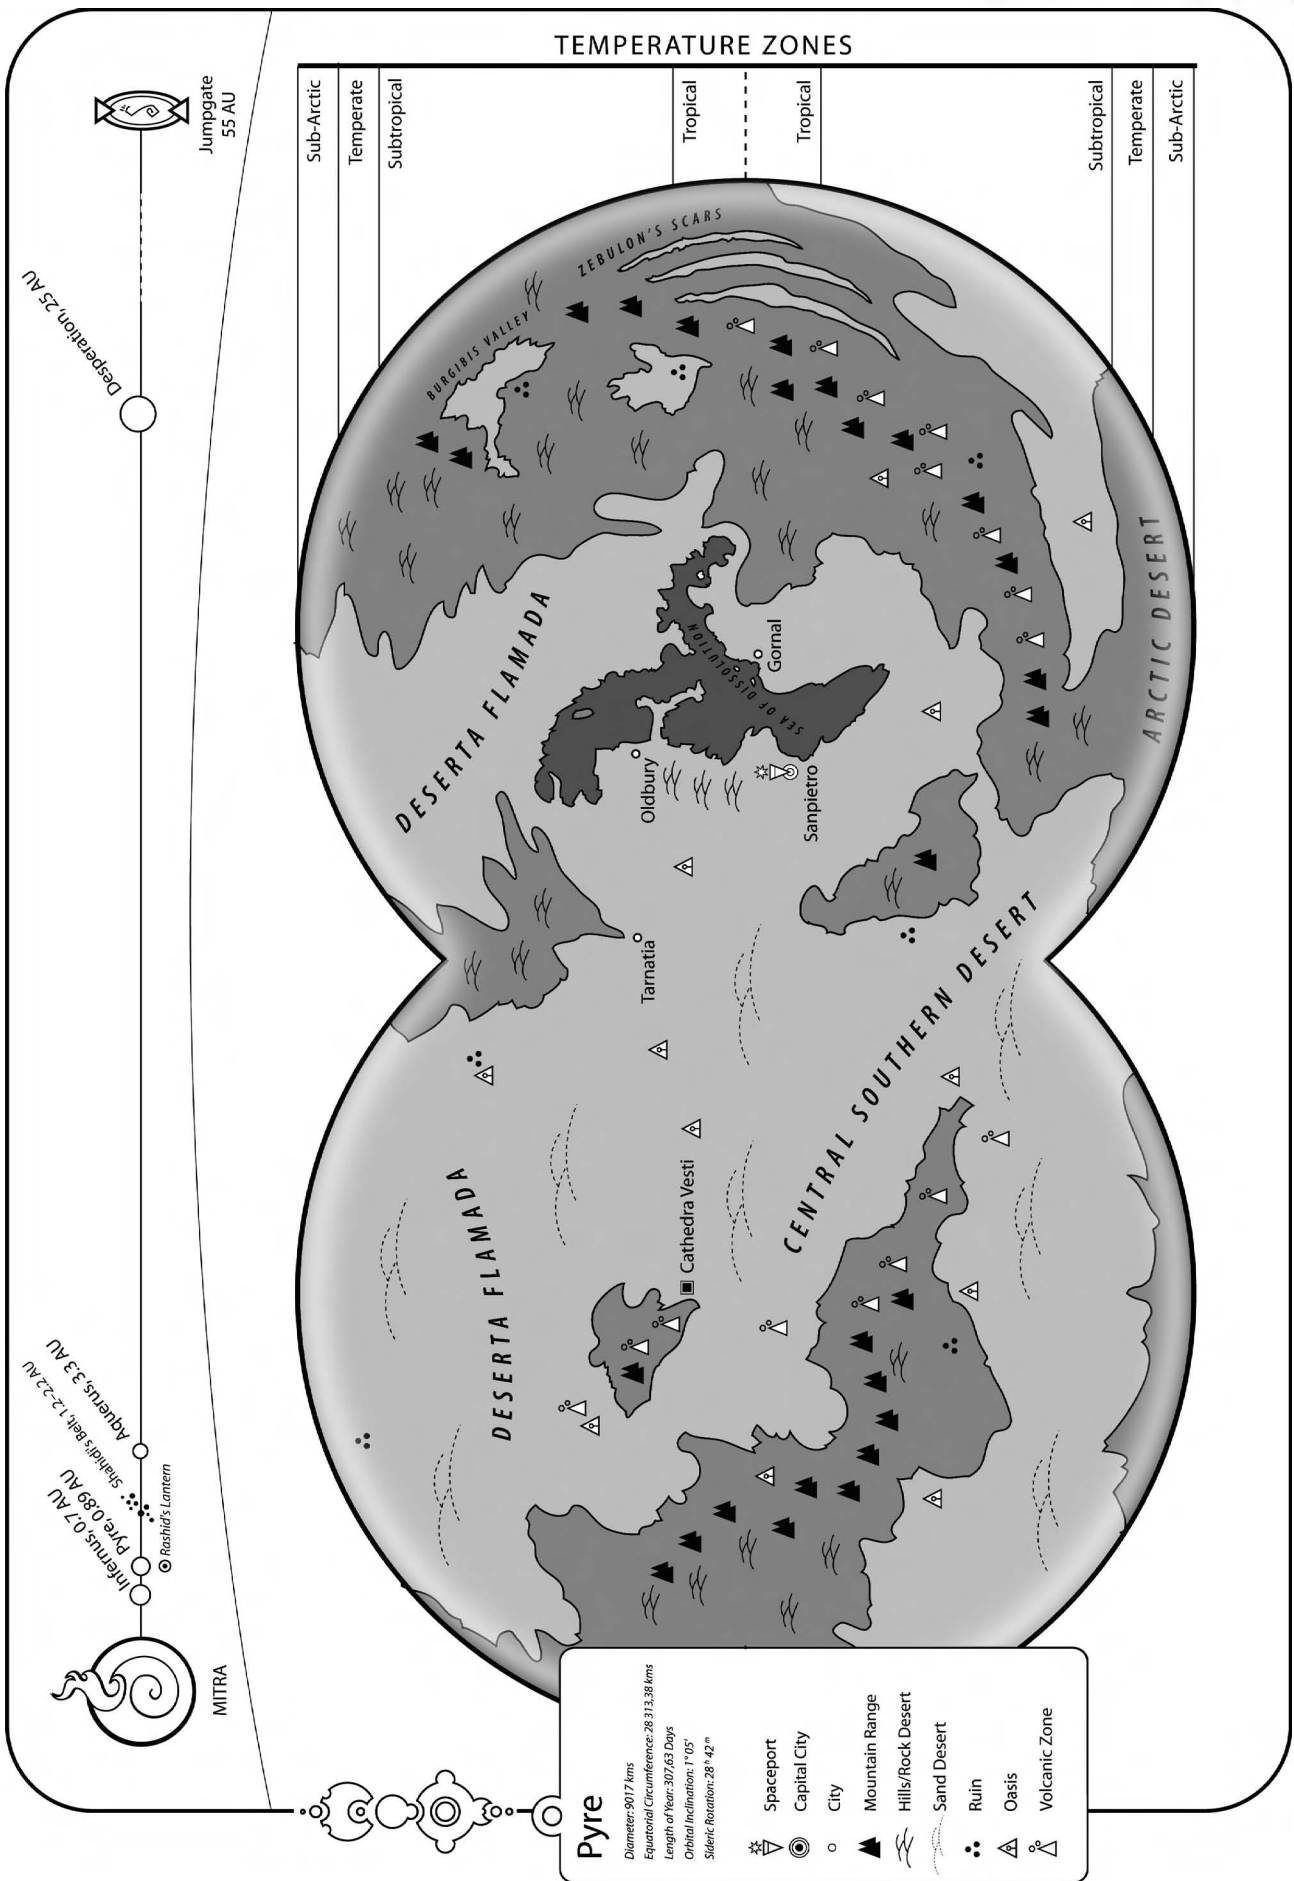 TEMPERATURE ZONES
Sub-Arctic
Temperate
Subtropical
Tropical
Tropical
Subtropical
Temperate
Sub-Arctic
Jumpgate
55 AU
Desperation, 25 AU
Aquerus, 3.3 AU
Shahidi's Belt, 1.2–2.2 AU
Rashid's Lantern
Pyre, 0.89 AU
Infernus, 0.7 AU
MITRA
ZEBULON'S SCARS
BURGIBIS VALLEY
DESERTA FLAMADA
SEA OF DISSOLUTION
Gornal
Oldbury
Sanpietro
ARCTIC DESERT
Tarnatia
CENTRAL SOUTHERN DESERT
DESERTA FLAMADA
Cathedra Vesti
Pyre
Diameter: 9017 kms
Equatorial Circumference: 28 313,38 kms
Length of Year: 307,63 Days
Orbital Inclination: 1° 05'
Sideric Rotation: 28 h 42 m
Spaceport
Capital City
City
Mountain Range
Hills/Rock Desert
Sand Desert
Ruin
Oasis
Volcanic Zone